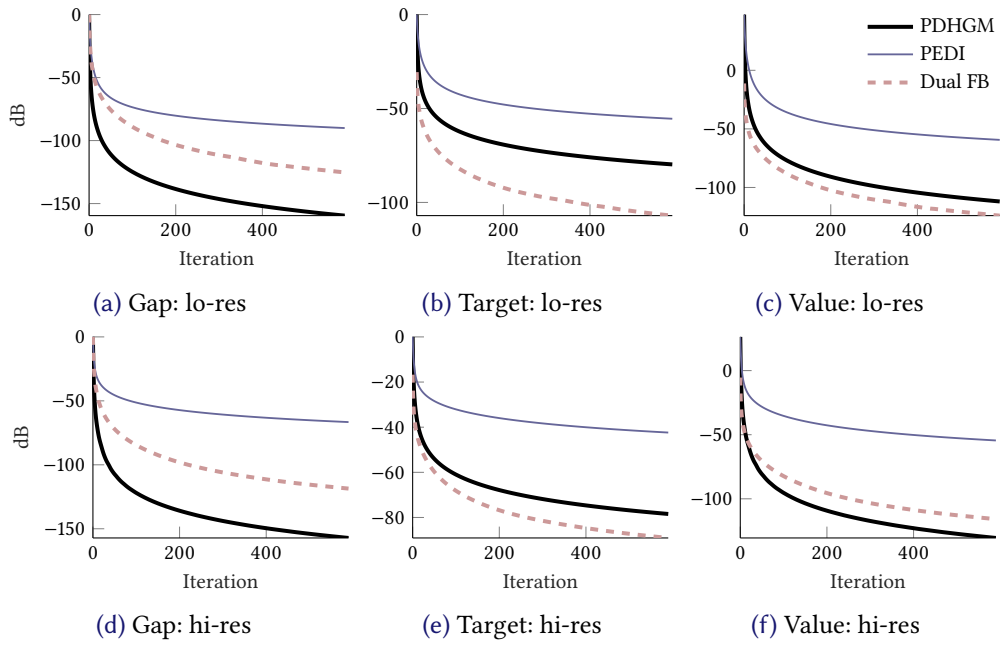 0
−50
−100
−150
dB
0
200
400
Iteration
(a) Gap: lo-res
0
−50
−100
0
200
400
Iteration
(b) Target: lo-res
PDHGM
PEDI
Dual FB
0
−50
−100
0
200
400
Iteration
(c) Value: lo-res
0
−50
−100
−150
dB
0
200
400
Iteration
(d) Gap: hi-res
0
−20
−40
−60
−80
0
200
400
Iteration
(e) Target: hi-res
0
−50
−100
0
200
400
Iteration
(f) Value: hi-res